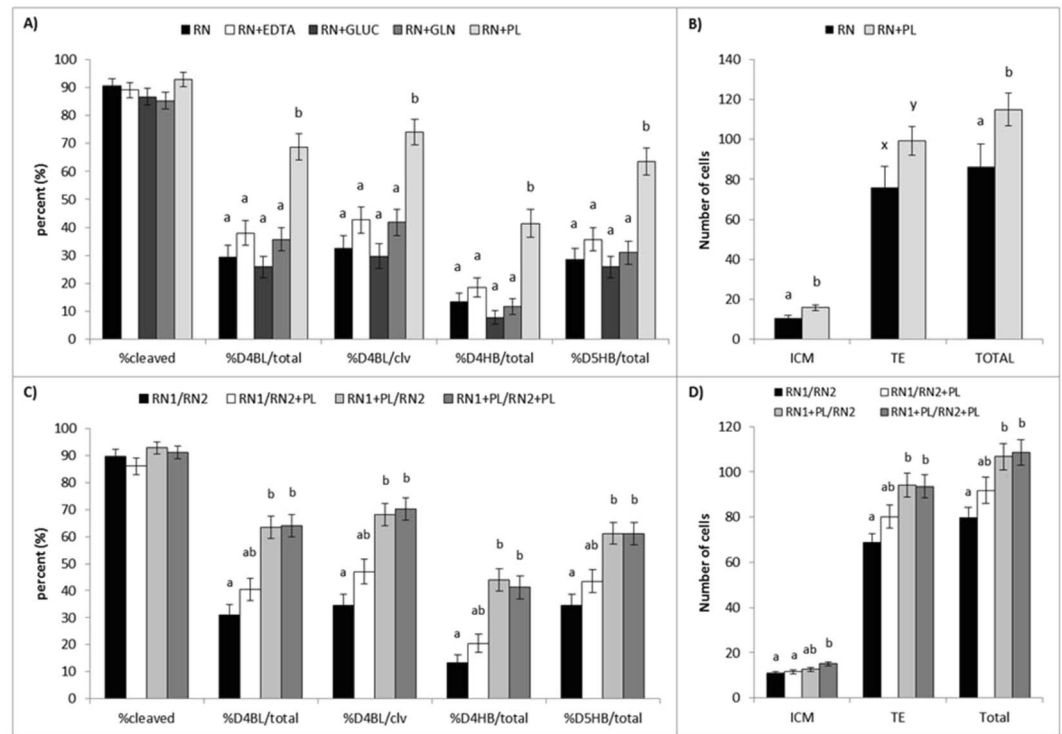 A)
RN RN+EDTA RN+GLUC RN+GLN RN+PL
percent (%)
100
90
80
70
60
50
40
30
20
10
0
a a a a b
a a a a b
a a a a b
a a a a b
%cleaved %D4BL/total %D4BL/clv %D4HB/total %D5HB/total
B)
RN RN+PL
Number of cells
140
120
100
80
60
40
20
0
a b
x y
a b
ICM TE TOTAL
C)
RN1/RN2 RN1/RN2+PL RN1+PL/RN2 RN1+PL/RN2+PL
percent (%)
100
90
80
70
60
50
40
30
20
10
0
a ab b b
a ab b b
a ab b b
a ab b b
%cleaved %D4BL/total %D4BL/clv %D4HB/total %D5HB/total
D)
RN1/RN2 RN1/RN2+PL
RN1+PL/RN2 RN1+PL/RN2+PL
Number of cells
120
100
80
60
40
20
0
a a ab b
a ab b b
a ab b b
ICM TE Total